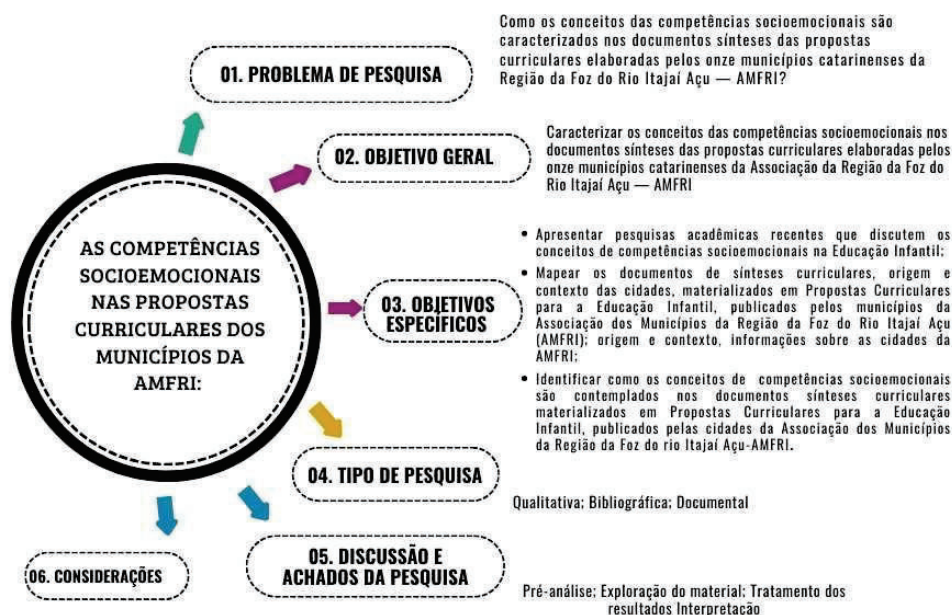 AS COMPETÊNCIAS
SOCIOEMOCIONAIS
NAS PROPOSTAS
CURRICULARES DOS
MUNICÍPIOS DA
AMFRI:
01. PROBLEMA DE PESQUISA
Como os conceitos das competências socioemocionais são
caracterizados nos documentos sínteses das propostas
curriculares elaboradas pelos onze municípios catarinenses da
Região da Foz do Rio Itajaí Açu — AMFRI?
02. OBJETIVO GERAL
Caracterizar os conceitos das competências socioemocionais nos
documentos sínteses das propostas curriculares elaboradas pelos
onze municípios catarinenses da Associação da Região da Foz do
Rio Itajaí Açu — AMFRI
03. OBJETIVOS
ESPECÍFICOS
• Apresentar pesquisas acadêmicas recentes que discutem os
conceitos de competências socioemocionais na Educação Infantil;
• Mapear os documentos de sínteses curriculares, origem e
contexto das cidades, materializados em Propostas Curriculares
para a Educação Infantil, publicados pelos municípios da
Associação dos Municípios da Região da Foz do Rio Itajaí Açu
(AMFRI); origem e contexto, informações sobre as cidades da
AMFRI;
• Identificar como os conceitos de competências socioemocionais
são contemplados nos documentos sínteses curriculares
materializados em Propostas Curriculares para a Educação
Infantil, publicados pelas cidades da Associação dos Municípios
da Região da Foz do rio Itajaí Açu-AMFRI.
04. TIPO DE PESQUISA
Qualitativa; Bibliográfica; Documental
05. DISCUSSÃO E
ACHADOS DA PESQUISA
Pré-análise; Exploração do material; Tratamento dos
resultados Interpretação
06. CONSIDERAÇÕES